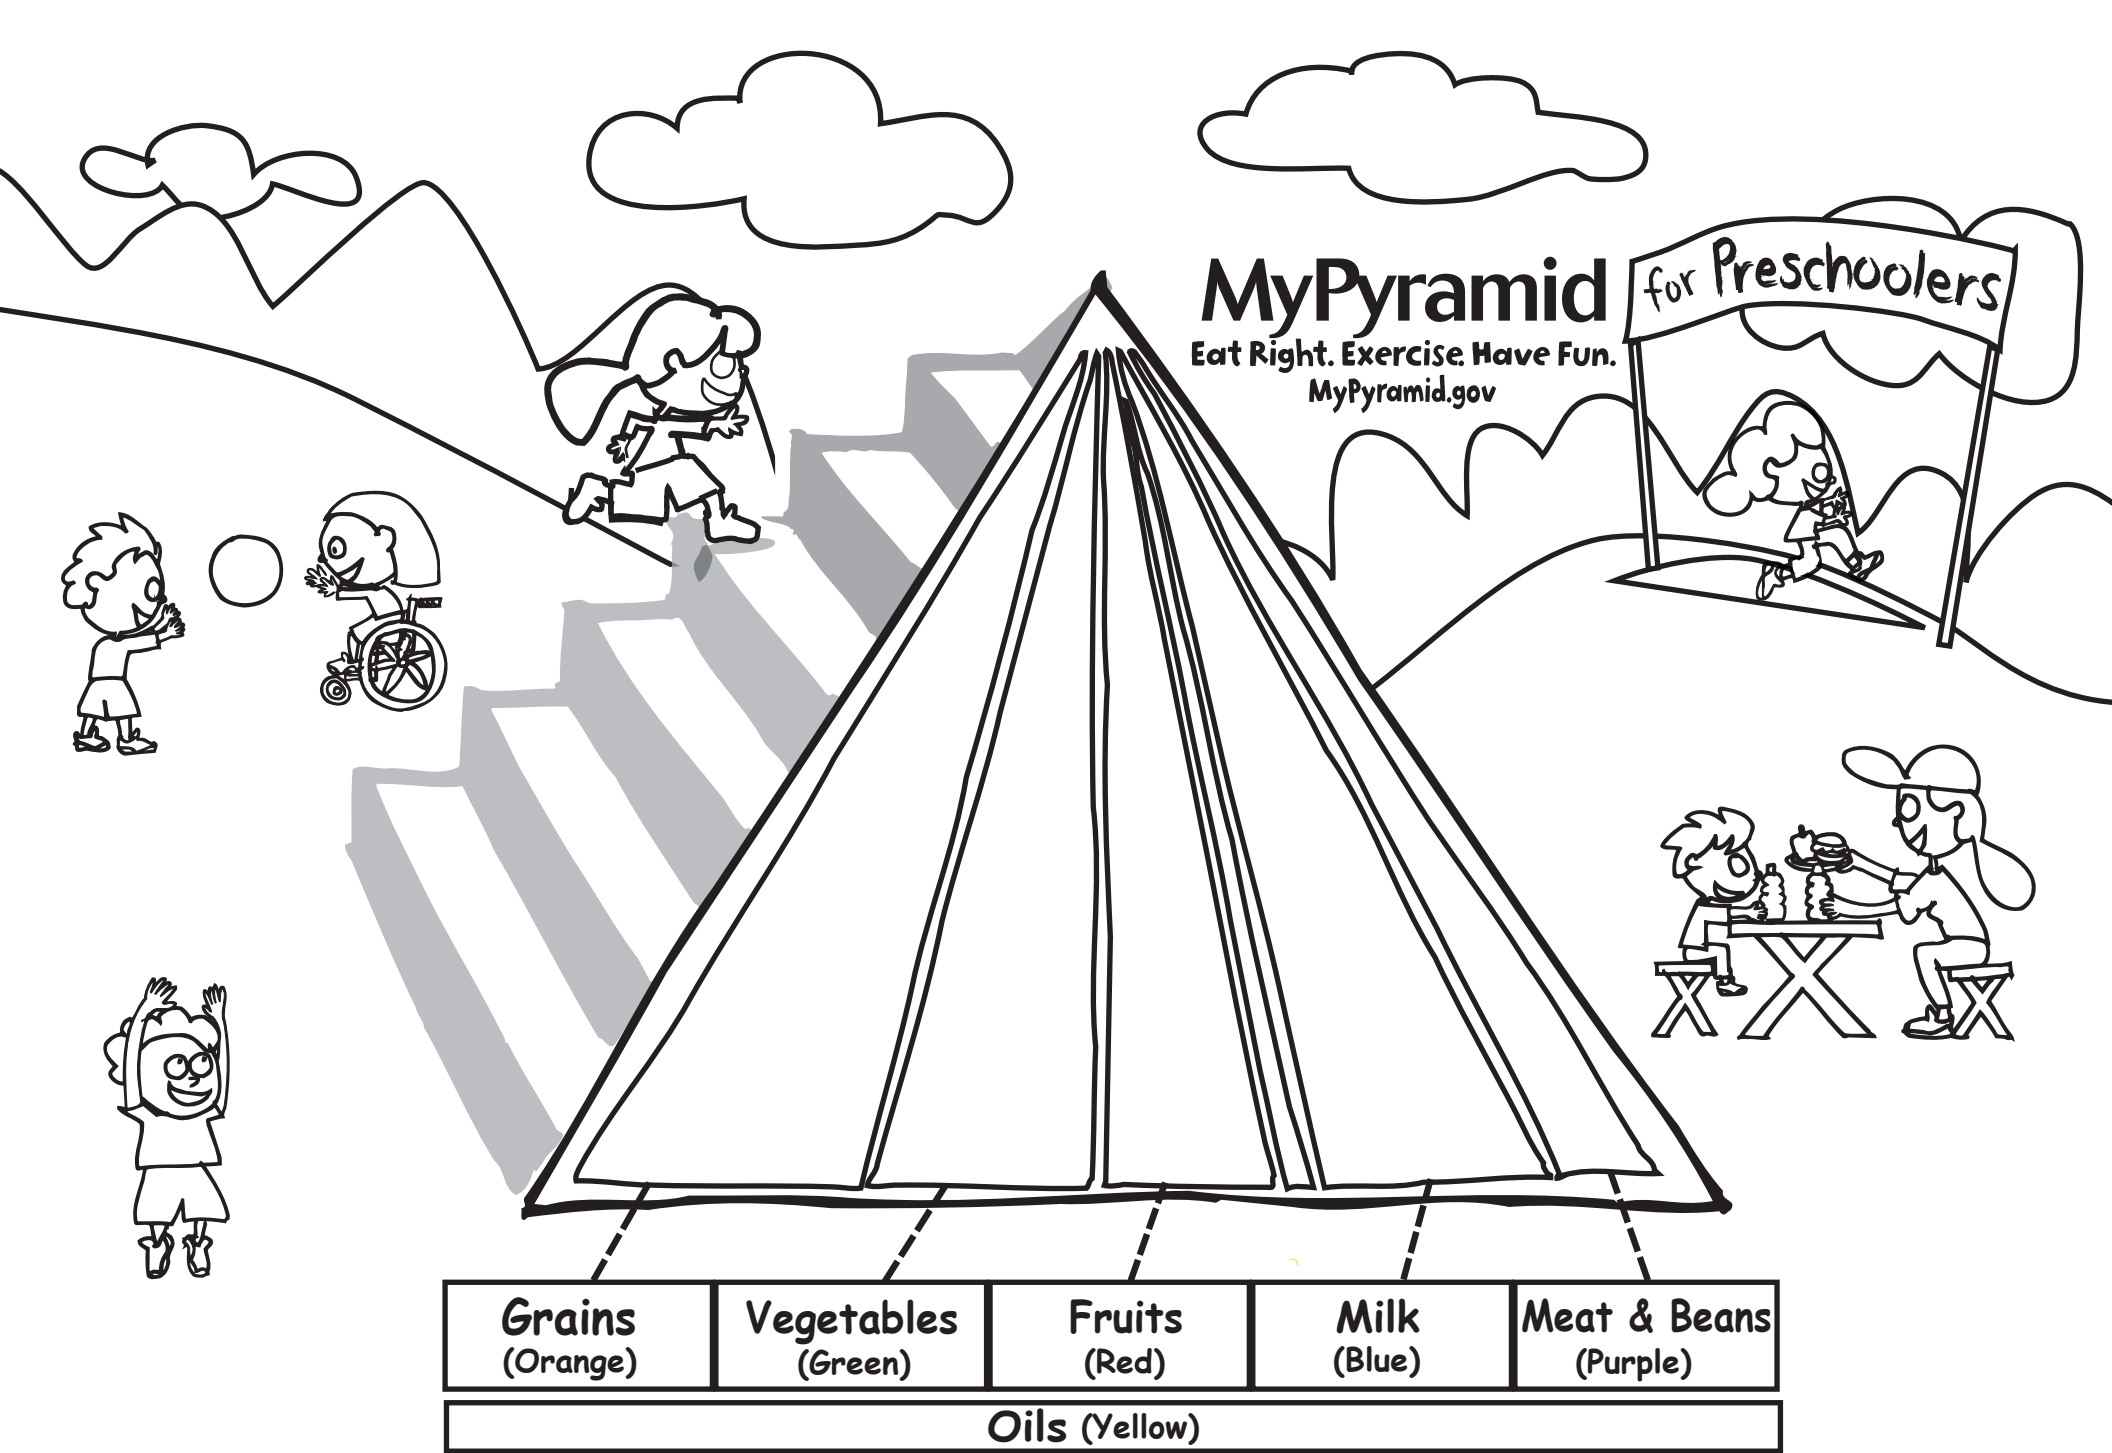 MyPyramid
for Preschoolers
Eat Right. Exercise. Have Fun.
MyPyramid.gov
Grains
(Orange)
Vegetables
(Green)
Fruits
(Red)
Milk
(Blue)
Meat & Beans
(Purple)
Oils (Yellow)